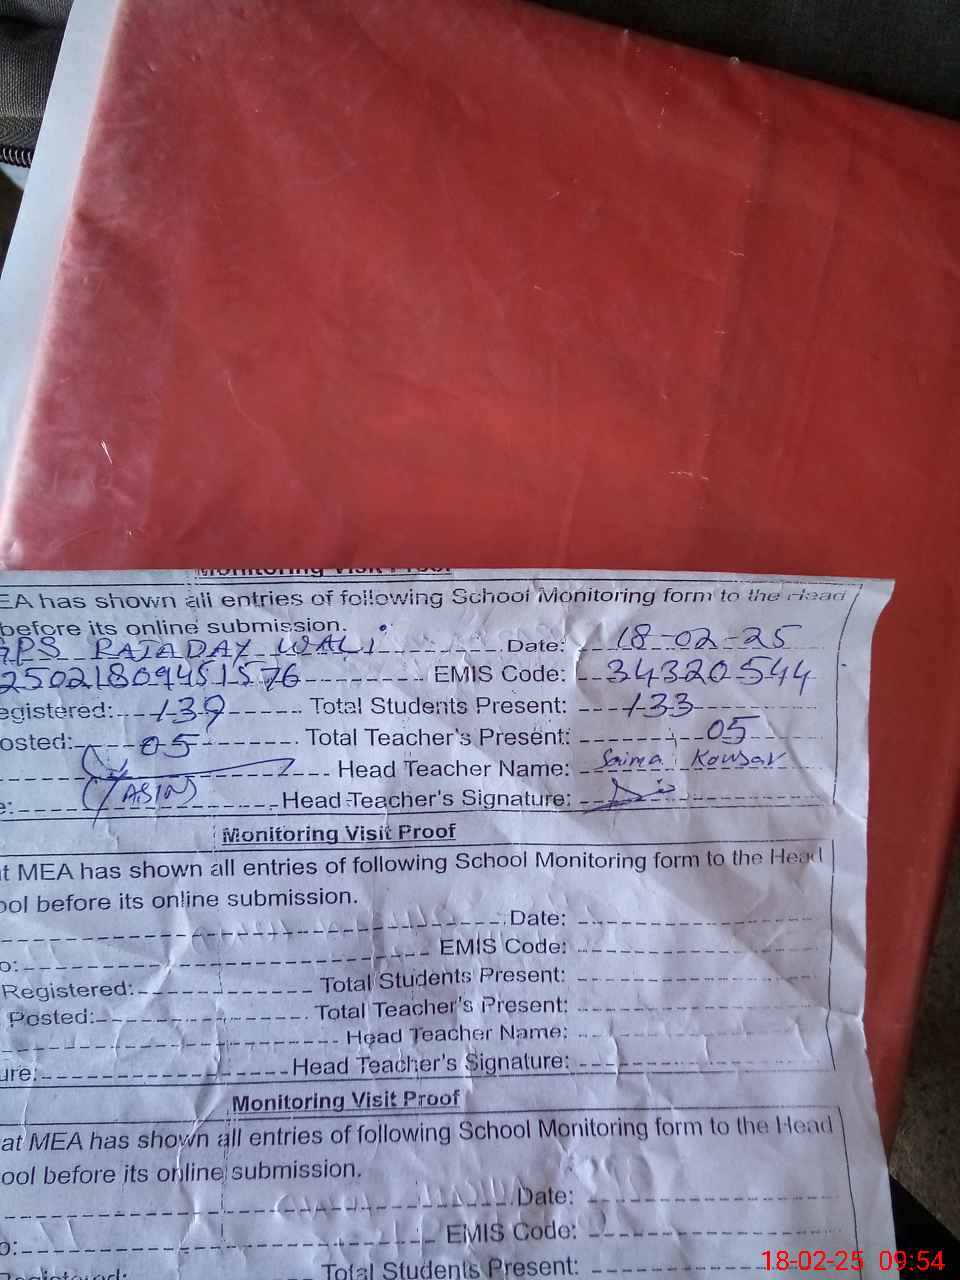 Monitoring Visit Proof
EA has shown all entries of following School Monitoring form to the Head
before its online submission.
GPS RAJADAY WALI Date: 18-02-25
25021809451576 EMIS Code: 34320544
egistered: 139 Total Students Present: 133
osted: 05 Total Teacher's Present: 05
Head Teacher Name: Saima Kousar
e: (YASIN) Head Teacher's Signature:
Monitoring Visit Proof
t MEA has shown all entries of following School Monitoring form to the Head
ool before its online submission.
Date:
o: EMIS Code:
Registered: Total Students Present:
Posted: Total Teacher's Present:
Head Teacher Name:
ure: Head Teacher's Signature:
Monitoring Visit Proof
at MEA has shown all entries of following School Monitoring form to the Head
ool before its online submission.
Date:
o: EMIS Code:
Registered: Total Students Present:
18-02-25 09:54